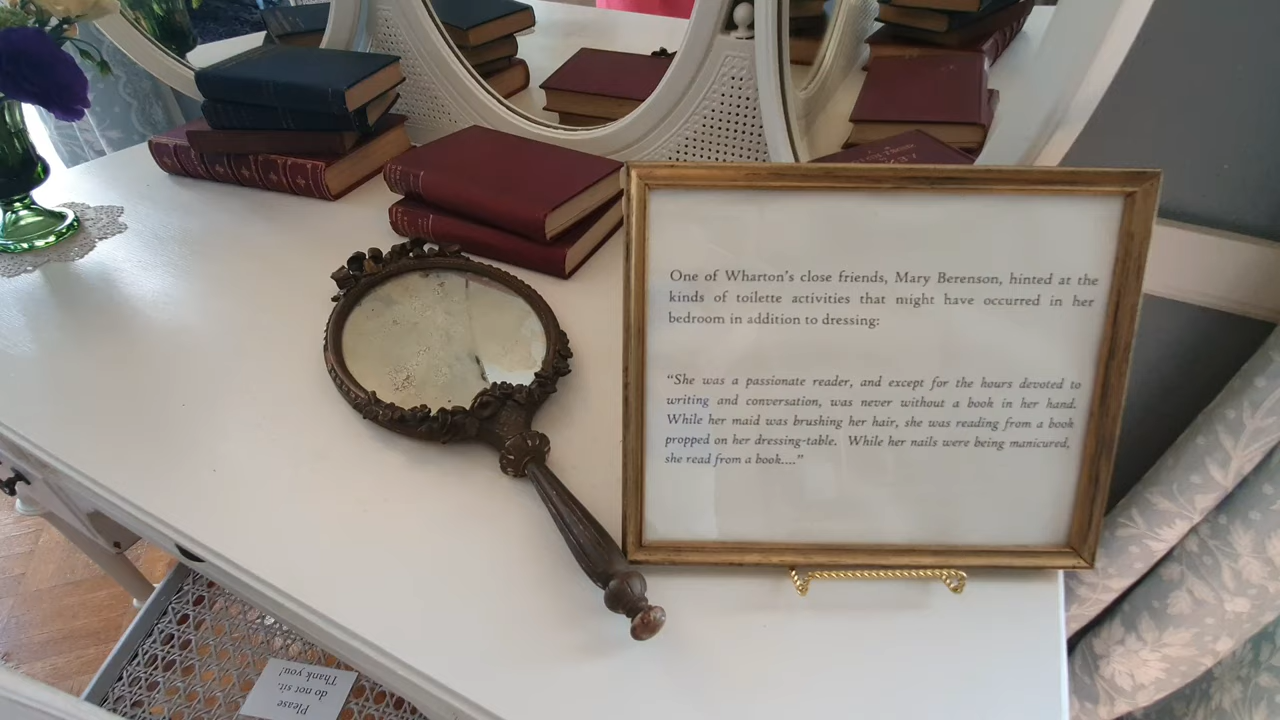 One of Wharton's close friends, Mary Berenson, hinted at the
kinds of toilette activities that might have occurred in her
bedroom in addition to dressing:
"She was a passionate reader, and except for the hours devoted to
writing and conversation, was never without a book in her hand.
While her maid was brushing her hair, she was reading from a book
propped on her dressing-table. While her nails were being manicured,
she read from a book...."
Please
do not sit.
Thank you!